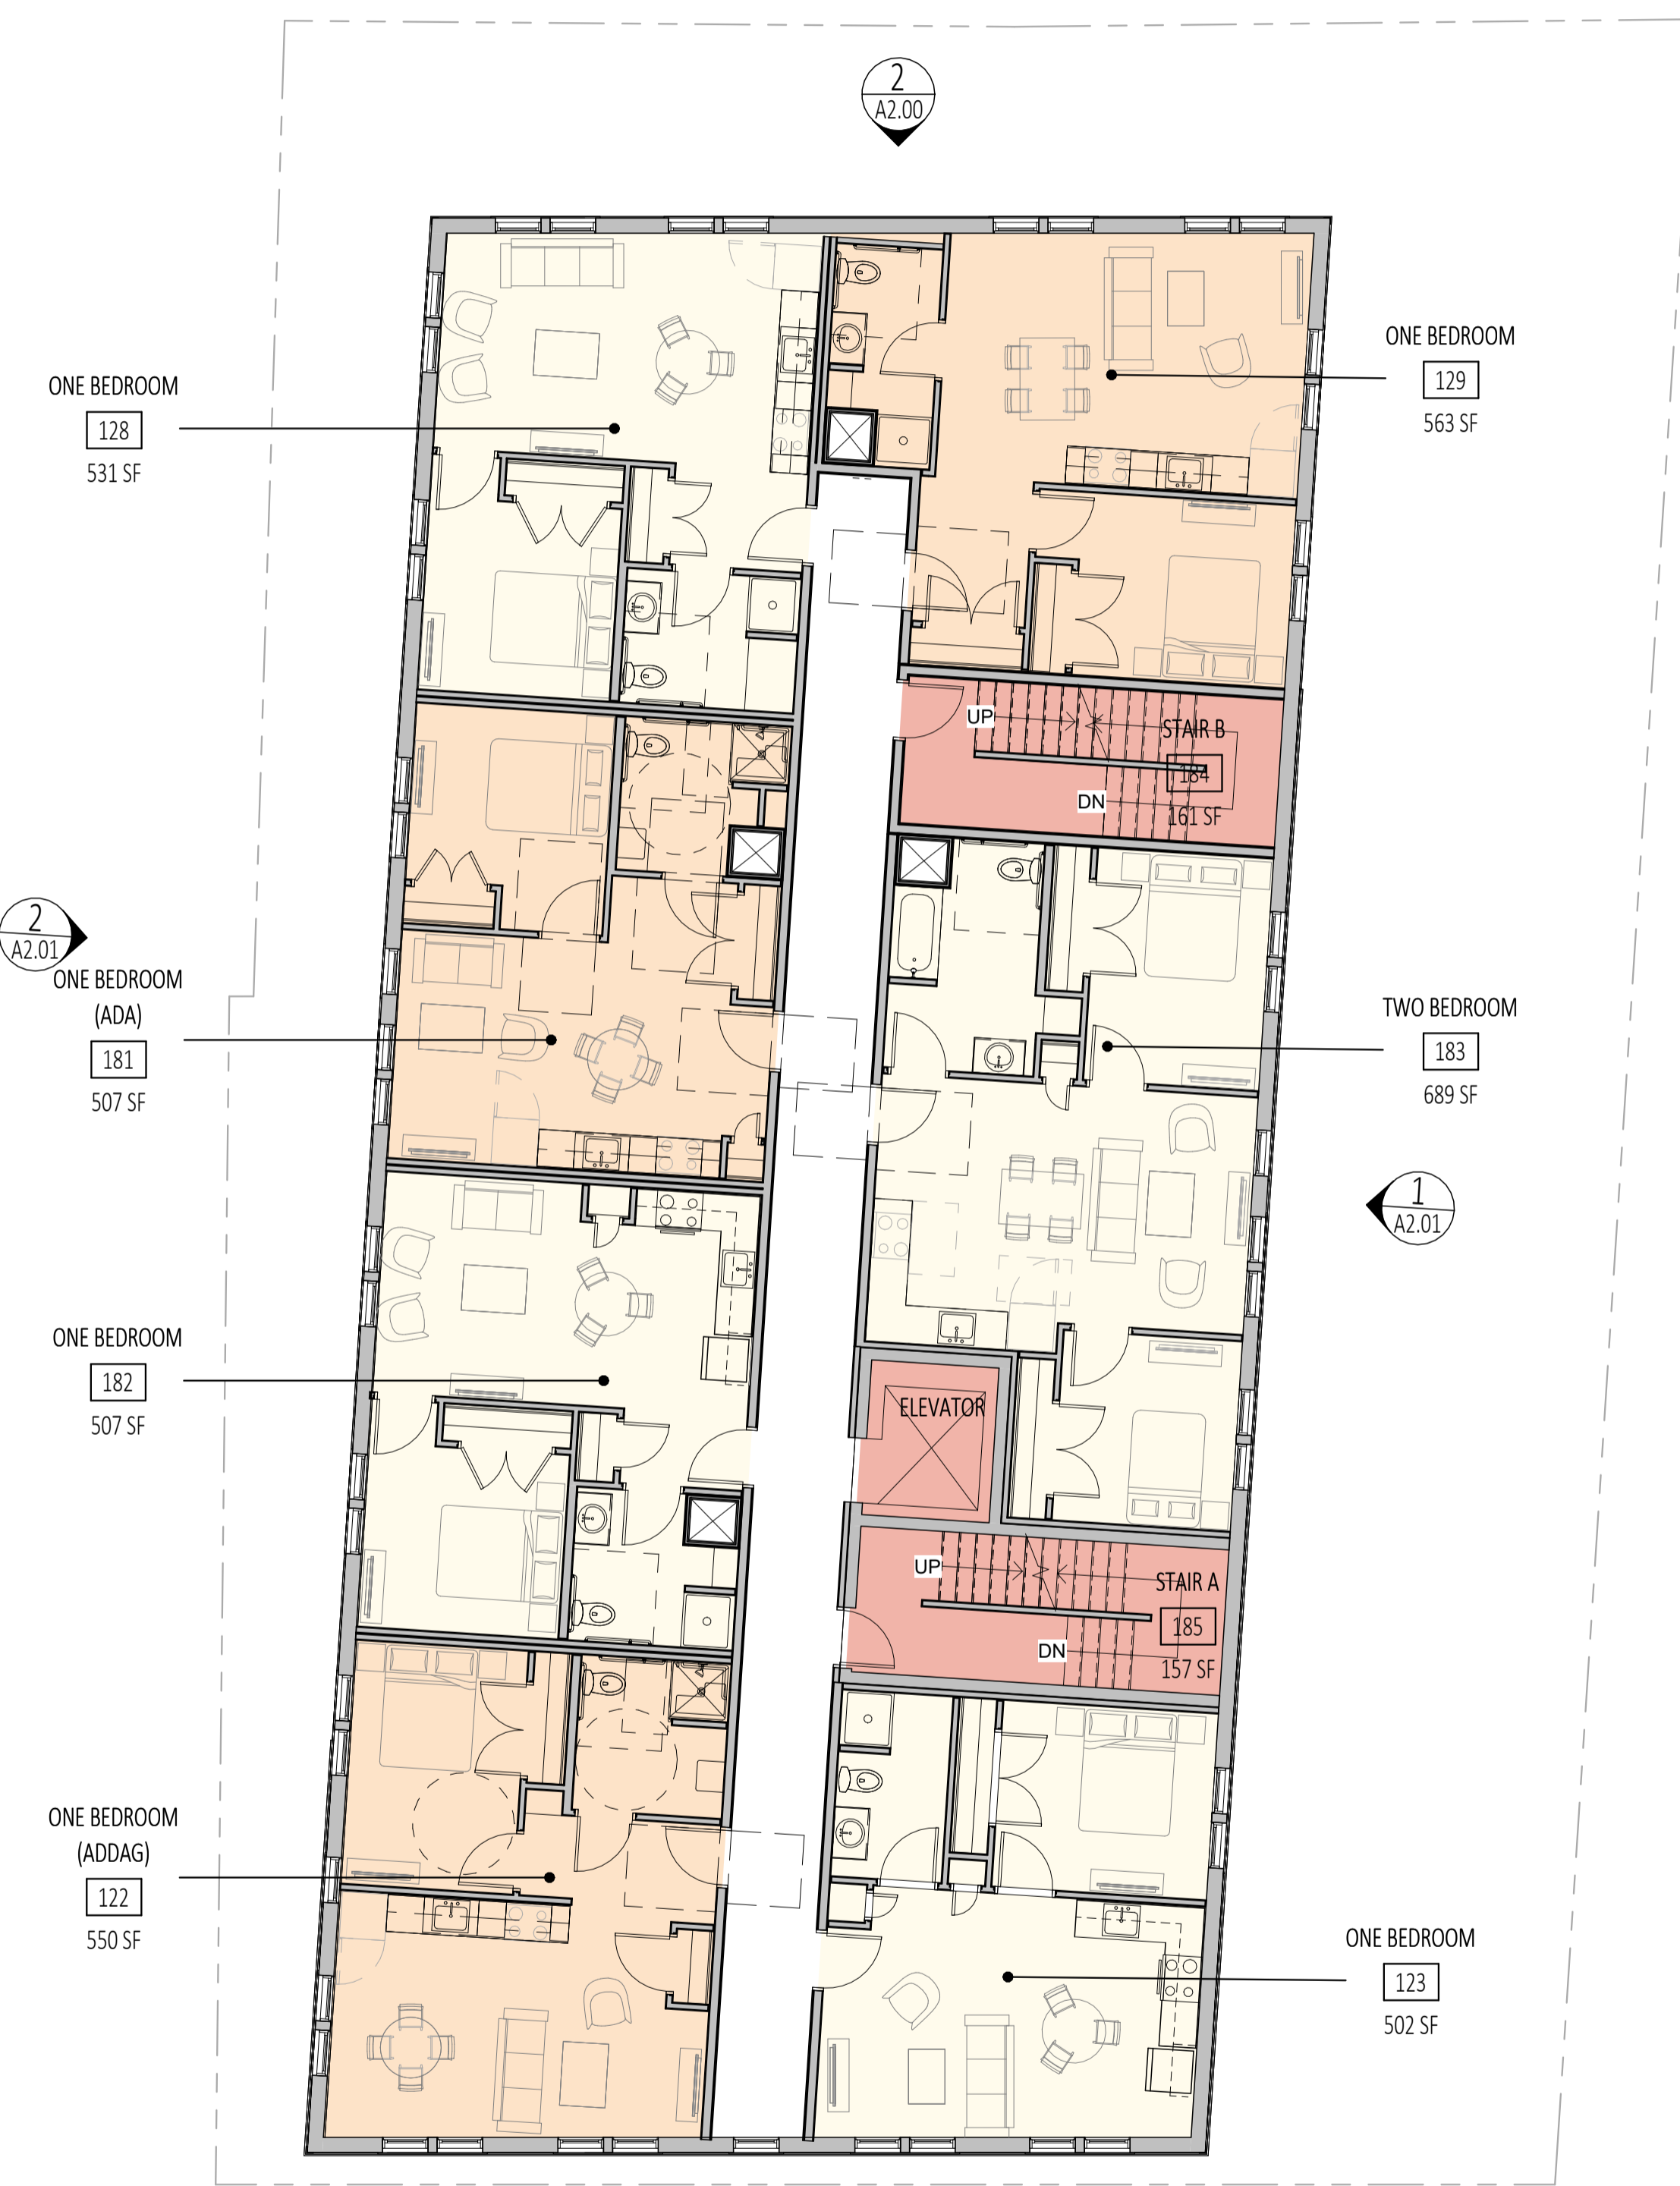 2
A2.00
ONE BEDROOM
129
563 SF
ONE BEDROOM
128
531 SF
UP
STAIR B
184
DN
161 SF
2
A2.01
ONE BEDROOM
(ADA)
181
507 SF
TWO BEDROOM
183
689 SF
1
A2.01
ONE BEDROOM
182
507 SF
ELEVATOR
UP
STAIR A
185
DN
157 SF
ONE BEDROOM
(ADDAG)
122
550 SF
ONE BEDROOM
123
502 SF